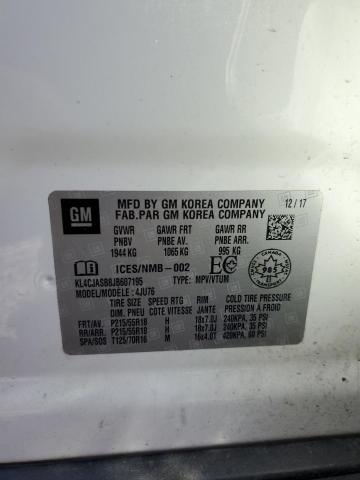 GM
MFD BY GM KOREA COMPANY 12/17
FAB.PAR GM KOREA COMPANY
GVWR GAWR FRT GAWR RR
PNBV PNBE AV. PNBE ARR.
1944 KG 1065 KG 995 KG
ICES/NMB-002 EC
KL4CJASB8JB607195 MPV/VTUM
MODEL/MODELE : 4JU76
985
TIRE SIZE SPEED RTG RIM COLD TIRE PRESSURE
DIM. PNEU COTE VITESSE JANTE PRESSION A FROID
FRT/AVT P215/55R18 H 18x7.0J 240KPA, 35 PSI
RR/ARR. P215/55R18 H 18x7.0J 240KPA, 35 PSI
SPA/SOS T125/70R16 M 16x4.0T 420KPA, 60 PSI